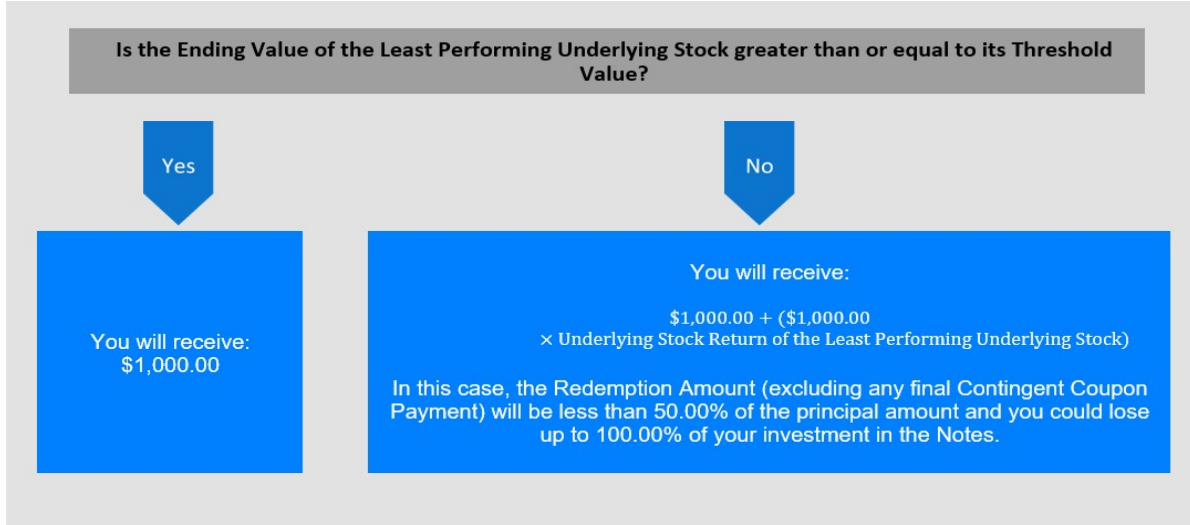 Is the Ending Value of the Least Performing Underlying Stock greater than or equal to its Threshold
Value?
Yes
No
You will receive:
$1,000.00
You will receive:
$1,000.00 + ($1,000.00
× Underlying Stock Return of the Least Performing Underlying Stock)
In this case, the Redemption Amount (excluding any final Contingent Coupon
Payment) will be less than 50.00% of the principal amount and you could lose
up to 100.00% of your investment in the Notes.